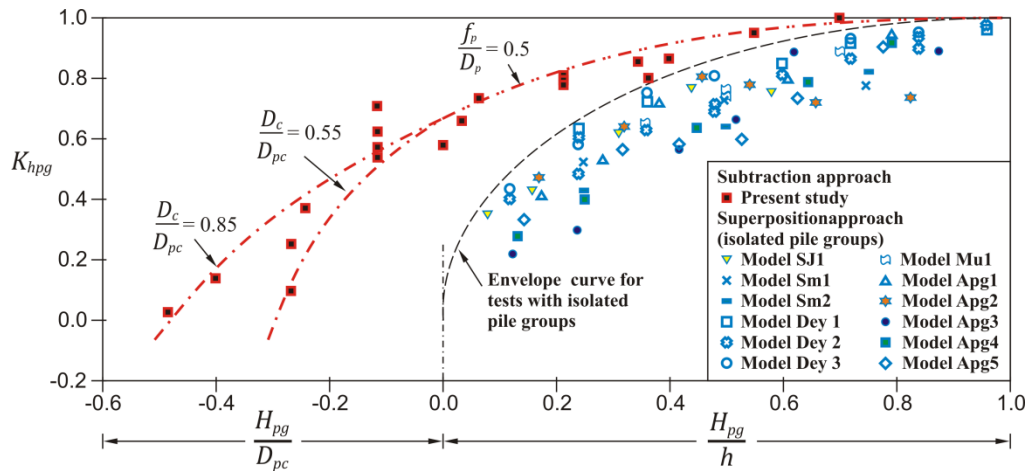 1.0
0.8
0.6
0.4
0.2
0.0
-0.2
K_hpg
f_p/D_p = 0.5
D_c/D_pc = 0.55
D_c/D_pc = 0.85
Envelope curve for
tests with isolated
pile groups
Subtraction approach
Present study
Superpositionapproach
(isolated pile groups)
Model SJ1 Model Mu1
Model Sm1 Model Apg1
Model Sm2 Model Apg2
Model Dey 1 Model Apg3
Model Dey 2 Model Apg4
Model Dey 3 Model Apg5
-0.6 -0.4 -0.2 0.0 0.2 0.4 0.6 0.8 1.0
H_pg/D_pc H_pg/h